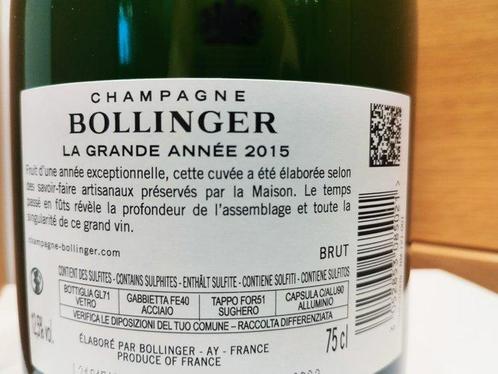 CHAMPAGNE
BOLLINGER
LA GRANDE ANNÉE 2015
Fruit d'une année exceptionnelle, cette cuvée a été élaborée selon
des savoir-faire artisanaux préservés par la Maison. Le temps
passé en fûts révèle la profondeur de l'assemblage et toute la
singularité de ce grand vin.
champagne-bollinger.com
BRUT
CONTIENT DES SULFITES - CONTAINS SULPHITES - ENTHÄLT SULFITE - CONTIENE SOLFITI - CONTIENE SULFITOS
BOTTIGLIA GL71
VETRO
GABBIETTA FE40
ACCIAIO
TAPPO FOR51
SUGHERO
CAPSULA C/ALU90
ALLUMINIO
VERIFICA LE DIPOSIZIONI DEL TUO COMUNE – RACCOLTA DIFFERENZIATA
vol.
75 cl
ÉLABORÉ PAR BOLLINGER - AY - FRANCE
PRODUCE OF FRANCE